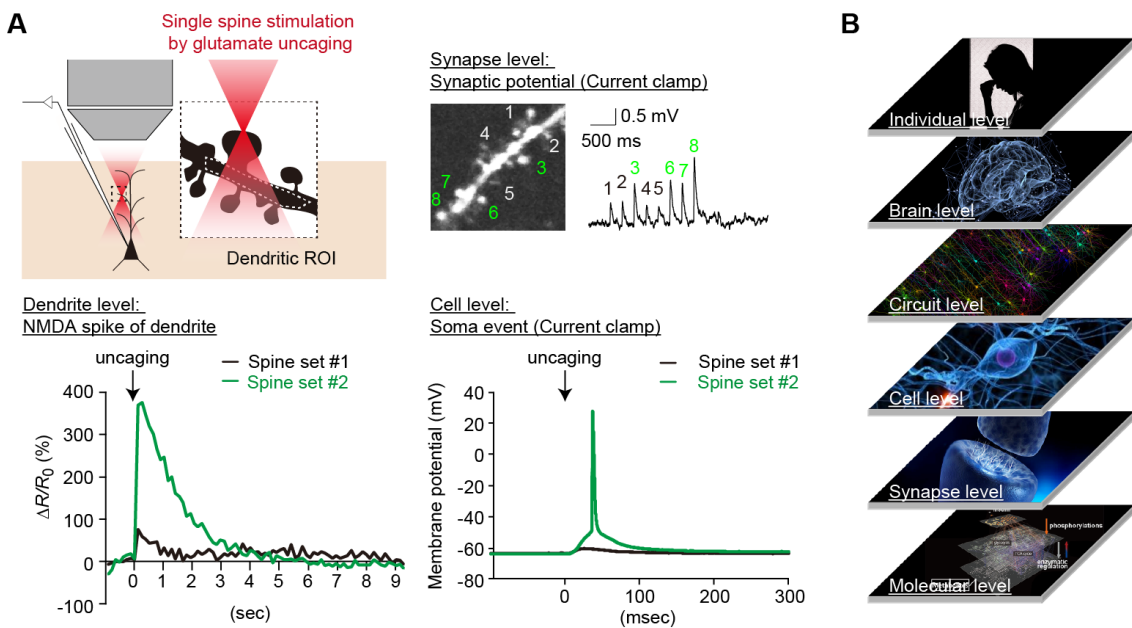 A
Single spine stimulation
by glutamate uncaging
Dendritic ROI
Synapse level:
Synaptic potential (Current clamp)
1
4
2
3
7
5
8
6
0.5 mV
500 ms
8
3
6
7
1
2
4
5
Dendrite level:
NMDA spike of dendrite
uncaging
Spine set #1
Spine set #2
ΔR/R0 (%)
400
300
200
100
0
-100
0 1 2 3 4 5 6 7 8 9
(sec)
Cell level:
Soma event (Current clamp)
uncaging
Spine set #1
Spine set #2
Membrane potential (mV)
40
20
0
-20
-40
-60
-80
0 100 200 300
(msec)
B
Individual level
Brain level
Circuit level
Cell level
Synapse level
phosphorylations
enzymatic
regulation
Molecular level